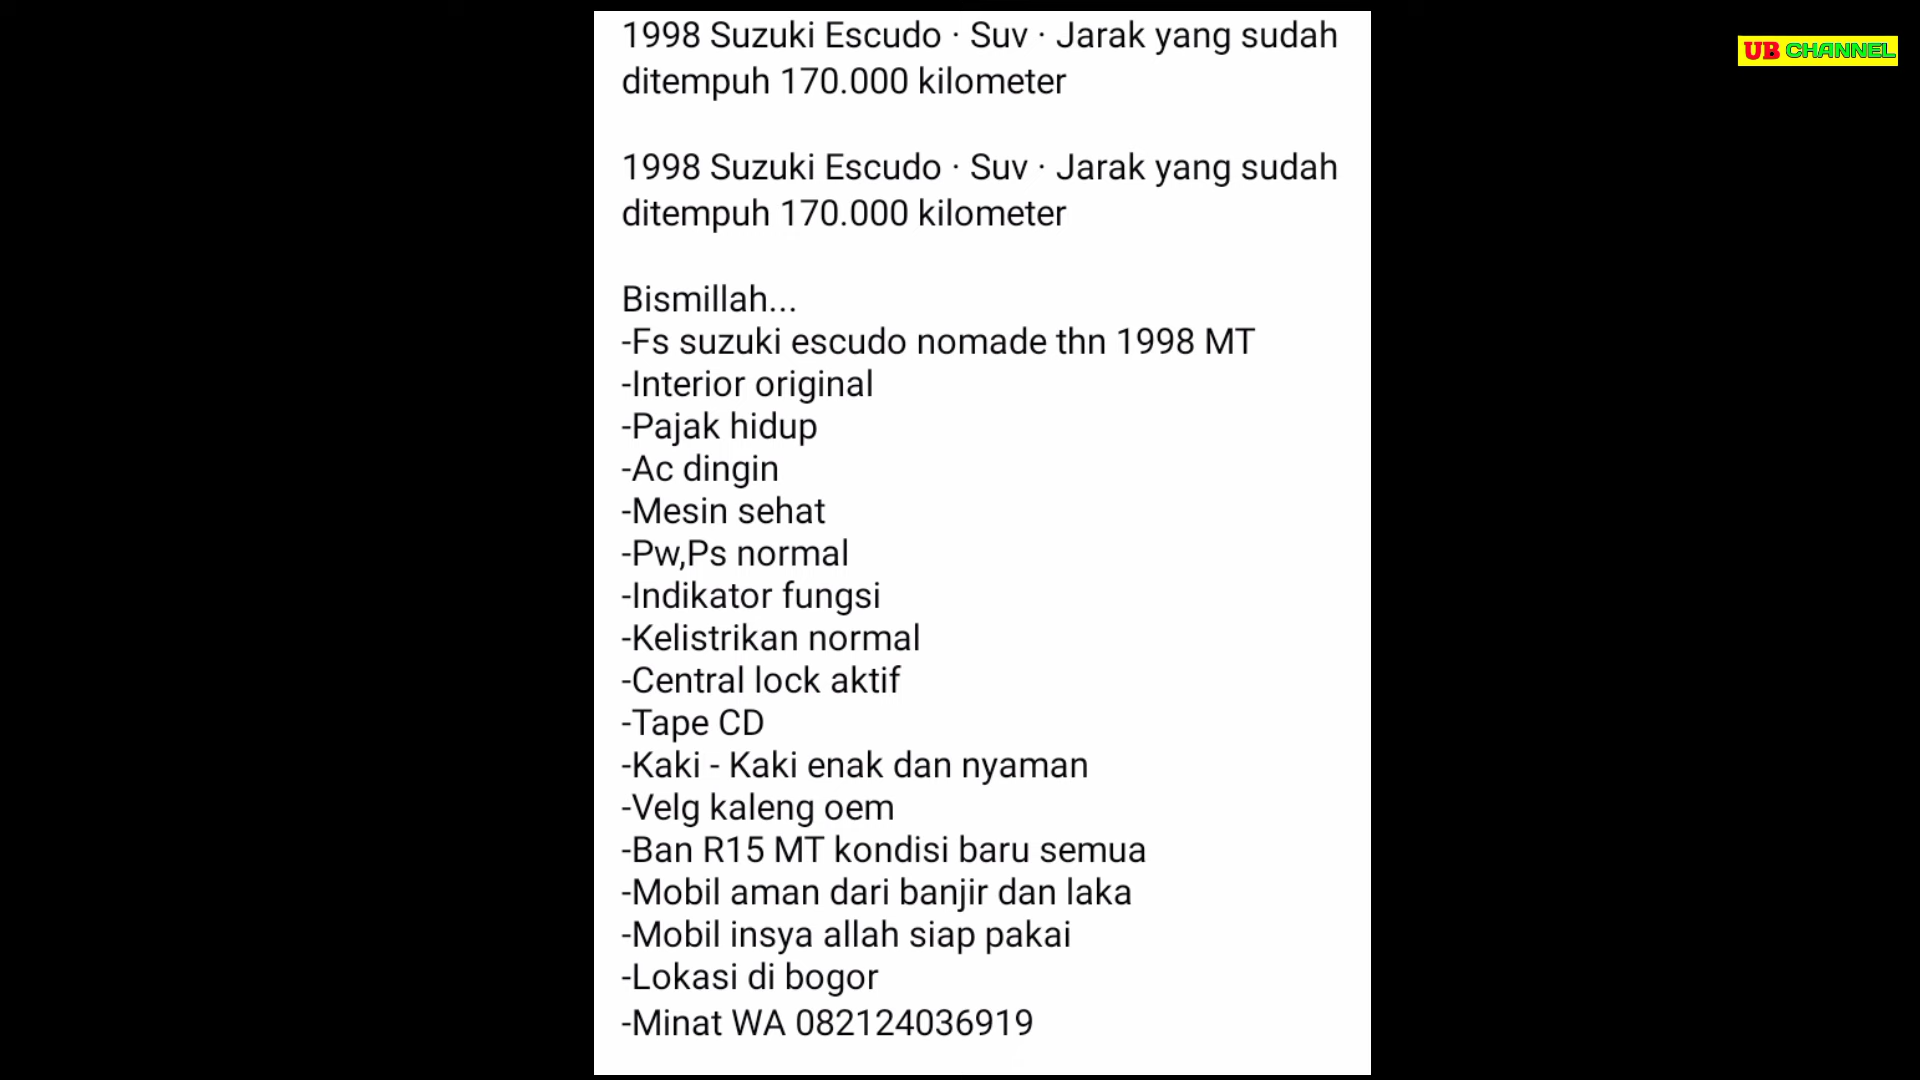 1998 Suzuki Escudo · Suv · Jarak yang sudah
ditempuh 170.000 kilometer
1998 Suzuki Escudo · Suv · Jarak yang sudah
ditempuh 170.000 kilometer
Bismillah...
-Fs suzuki escudo nomade thn 1998 MT
-Interior original
-Pajak hidup
-Ac dingin
-Mesin sehat
-Pw,Ps normal
-Indikator fungsi
-Kelistrikan normal
-Central lock aktif
-Tape CD
-Kaki - Kaki enak dan nyaman
-Velg kaleng oem
-Ban R15 MT kondisi baru semua
-Mobil aman dari banjir dan laka
-Mobil insya allah siap pakai
-Lokasi di bogor
-Minat WA 082124036919
UB CHANNEL